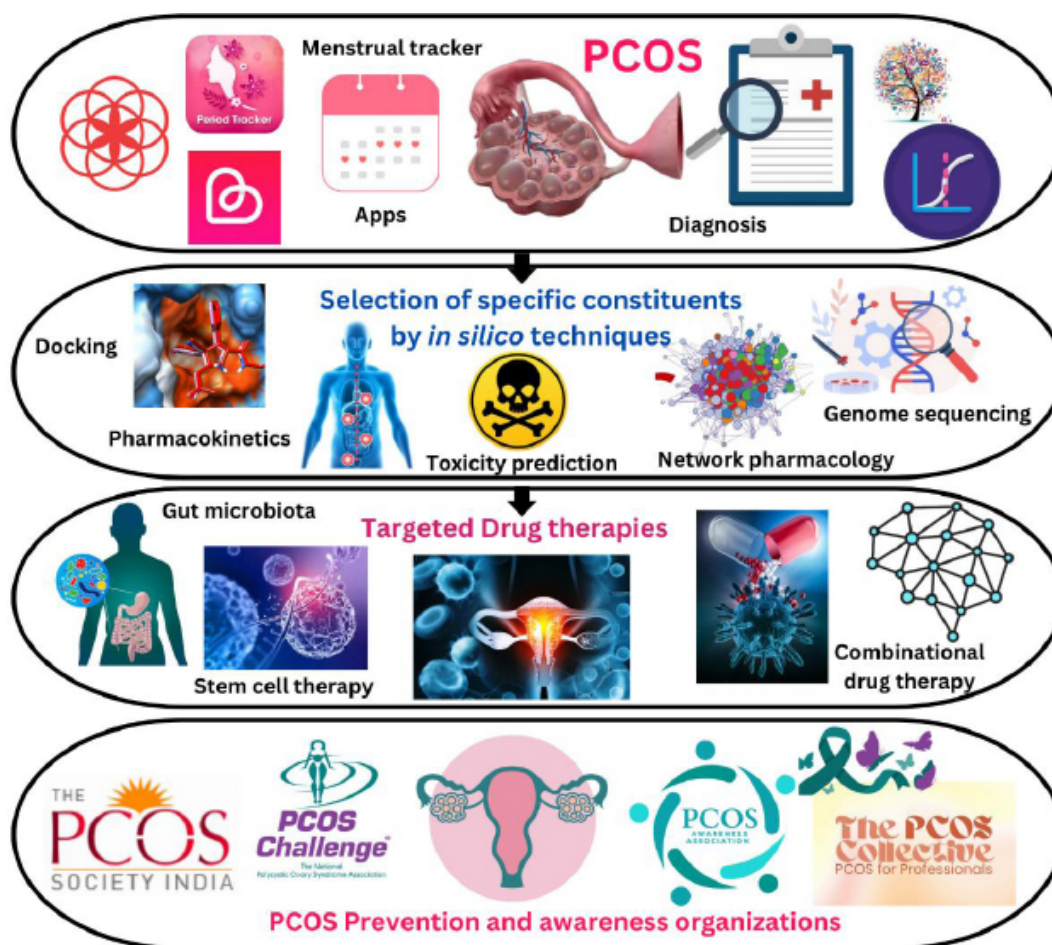 Menstrual tracker
PCOS
Period Tracker
Apps
Diagnosis
Selection of specific constituents
by in silico techniques
Docking
Pharmacokinetics
Toxicity prediction
Network pharmacology
Genome sequencing
Gut microbiota
Targeted Drug therapies
Stem cell therapy
Combinational
drug therapy
THE
PCOS
SOCIETY INDIA
PCOS
Challenge
The National
Polycystic Ovary Syndrome Association
PCOS
AWARENESS
ASSOCIATION
The PCOS
Collective
PCOS for Professionals
PCOS Prevention and awareness organizations